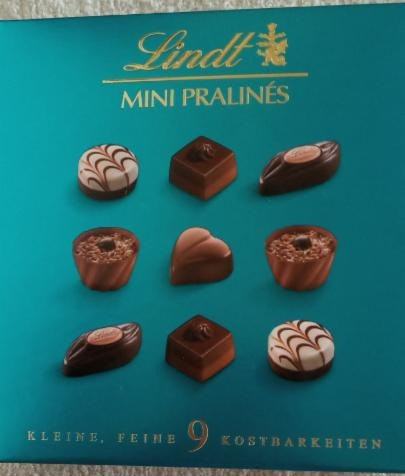 Lindt
MINI PRALINÉS
KLEINE, FEINE 9 KOSTBARKEITEN